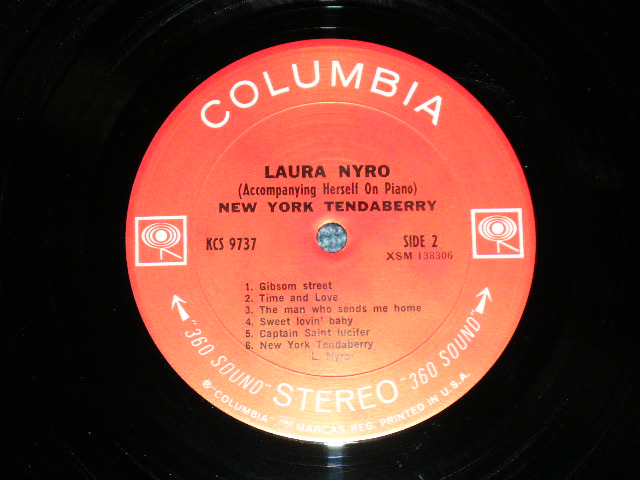 COLUMBIA
LAURA NYRO
(Accompanying Herself On Piano)
NEW YORK TENDABERRY
KCS 9737
SIDE 2
XSM 138306
1. Gibsom street
2. Time and Love
3. The man who sends me home
4. Sweet lovin' baby
5. Captain Saint lucifer
6. New York Tendaberry
L. Nyro
"360 SOUND" STEREO "360 SOUND"
® "COLUMBIA" MARCAS REG. PRINTED IN U.S.A.